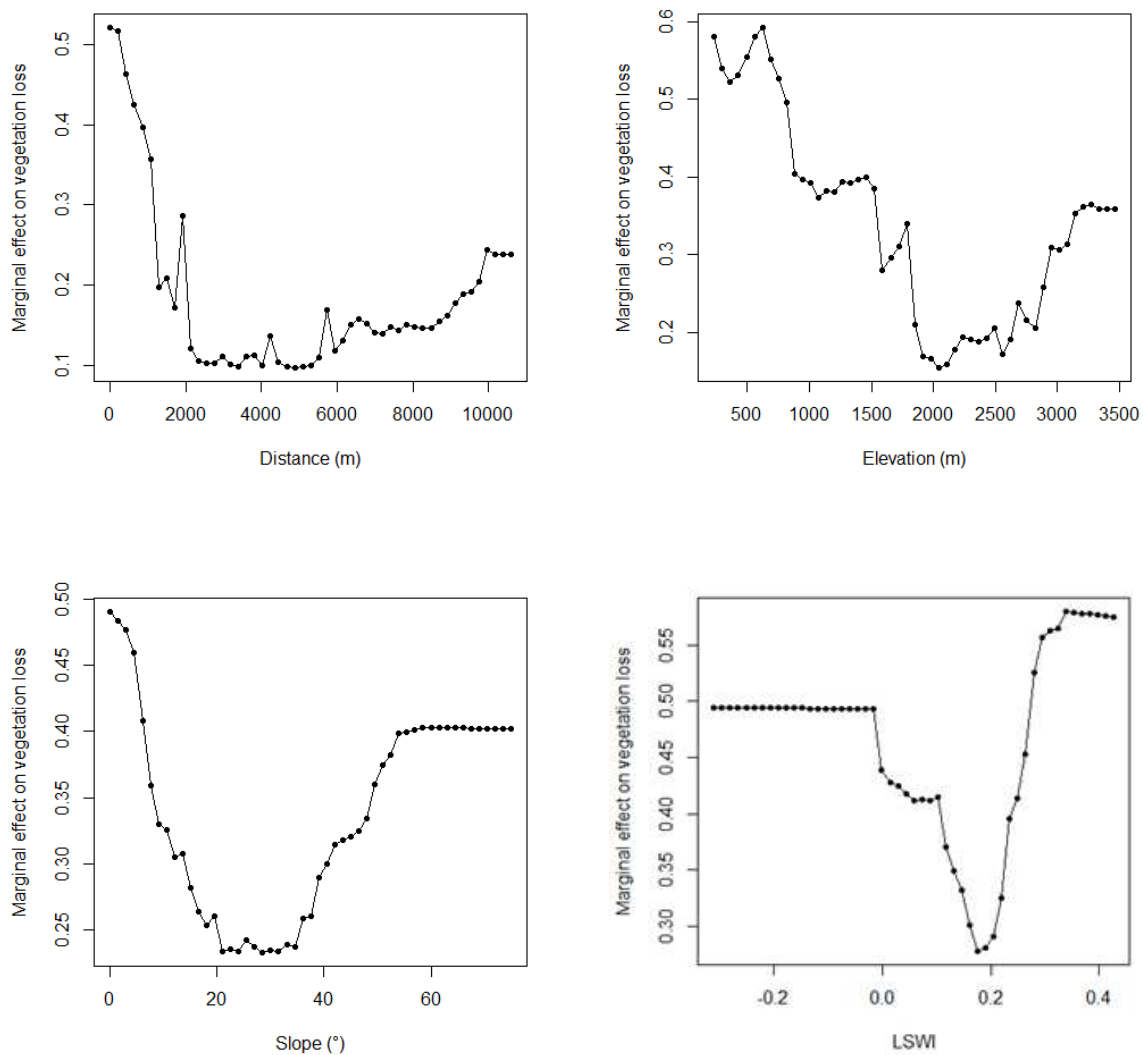 Marginal effect on vegetation loss
0.1 0.2 0.3 0.4 0.5
0 2000 4000 6000 8000 10000
Distance (m)
Marginal effect on vegetation loss
0.2 0.3 0.4 0.5 0.6
500 1000 1500 2000 2500 3000 3500
Elevation (m)
Marginal effect on vegetation loss
0.25 0.30 0.35 0.40 0.45 0.50
0 20 40 60
Slope (°)
Marginal effect on vegetation loss
0.30 0.35 0.40 0.45 0.50 0.55
-0.2 0.0 0.2 0.4
LSWI